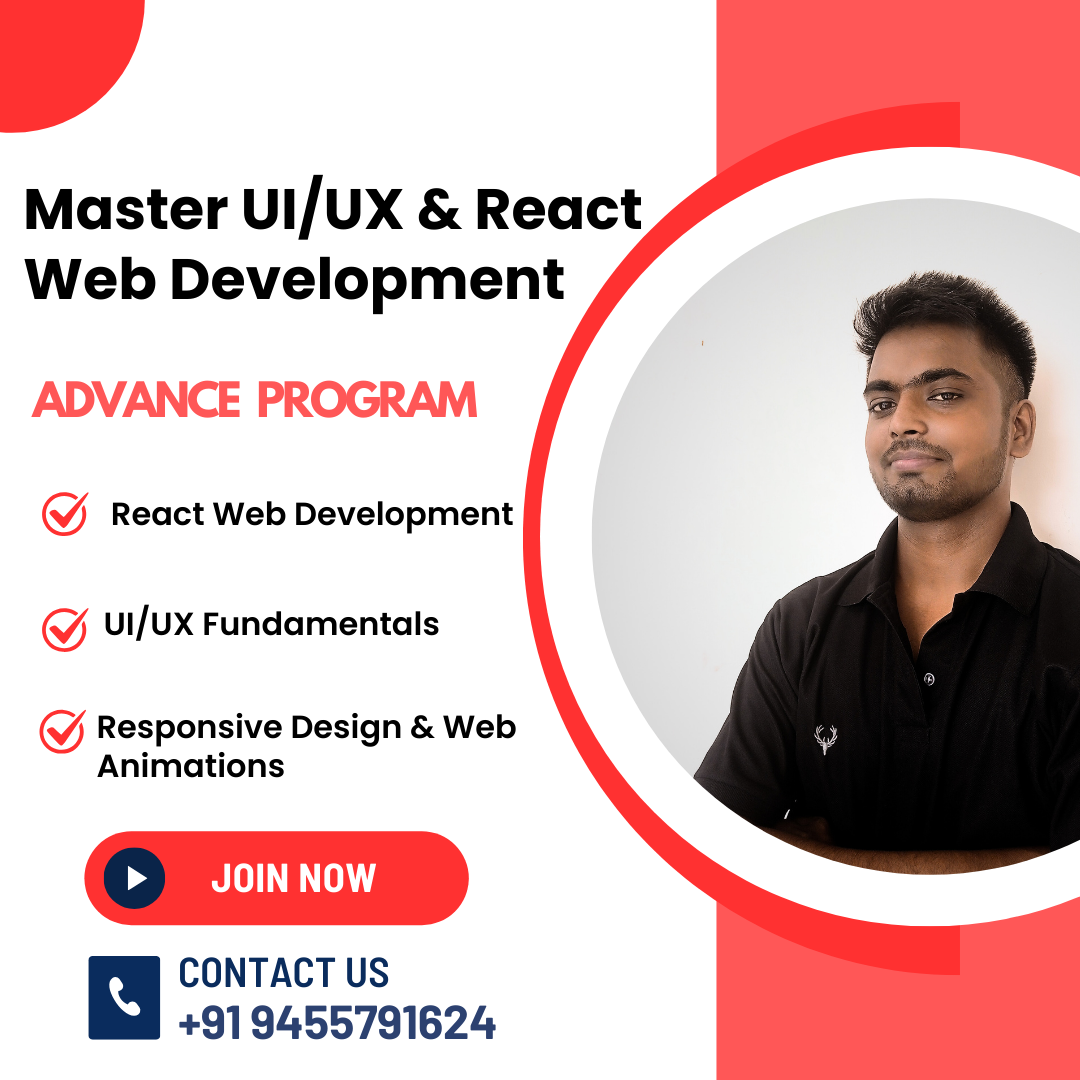 Master UI/UX & React
Web Development
ADVANCE PROGRAM
React Web Development
UI/UX Fundamentals
Responsive Design & Web
Animations
JOIN NOW
CONTACT US
+91 9455791624